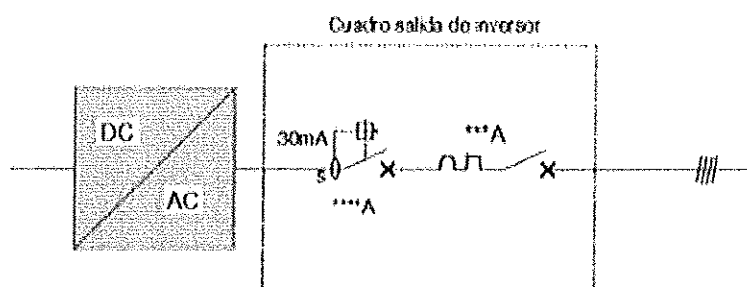 Cuadro salida de inversor
DC
AC
30mA
s
****A
***A